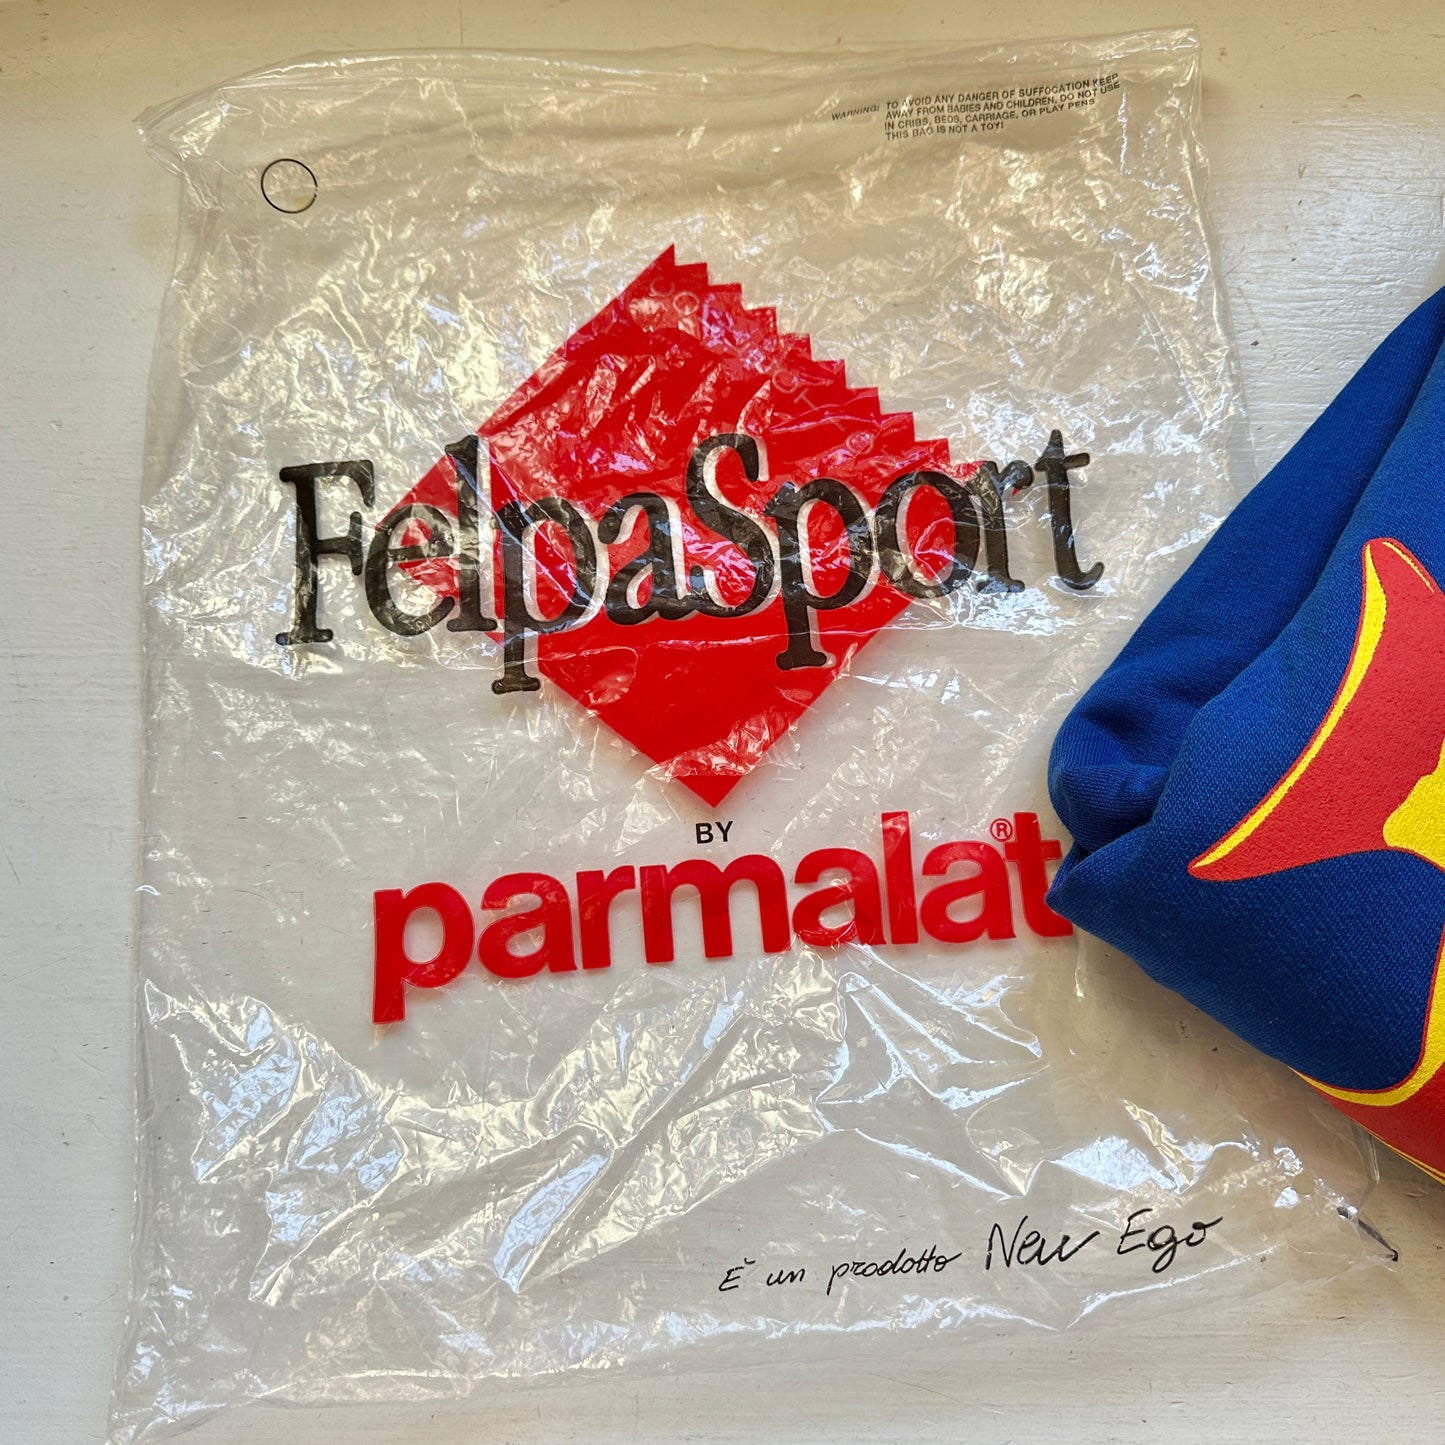 WARNING: TO AVOID ANY DANGER OF SUFFOCATION KEEP
AWAY FROM BABIES AND CHILDREN, DO NOT USE
IN CRIBS, BEDS, CARRIAGE, OR PLAY PENS
THIS BAG IS NOT A TOY!
FelpaSport
BY
parmalat®
È un prodotto New Ego